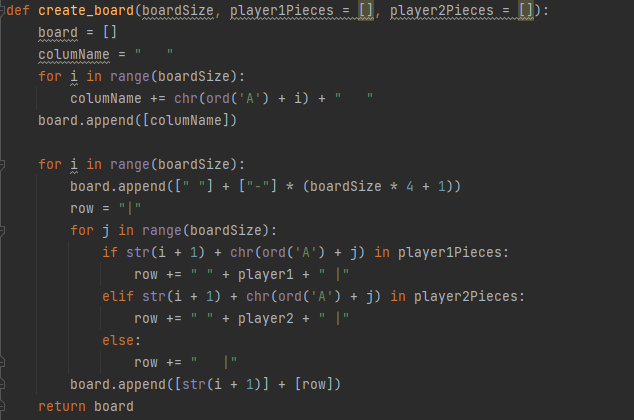 def create_board(boardSize, player1Pieces = [], player2Pieces = []):
    board = []
    columName = "   "
    for i in range(boardSize):
        columName += chr(ord('A') + i) + "   "
    board.append([columName])

    for i in range(boardSize):
        board.append([" "] + ["-"] * (boardSize * 4 + 1))
        row = "|"
        for j in range(boardSize):
            if str(i + 1) + chr(ord('A') + j) in player1Pieces:
                row += " " + player1 + " |"
            elif str(i + 1) + chr(ord('A') + j) in player2Pieces:
                row += " " + player2 + " |"
            else:
                row += "   |"
        board.append([str(i + 1)] + [row])
    return board